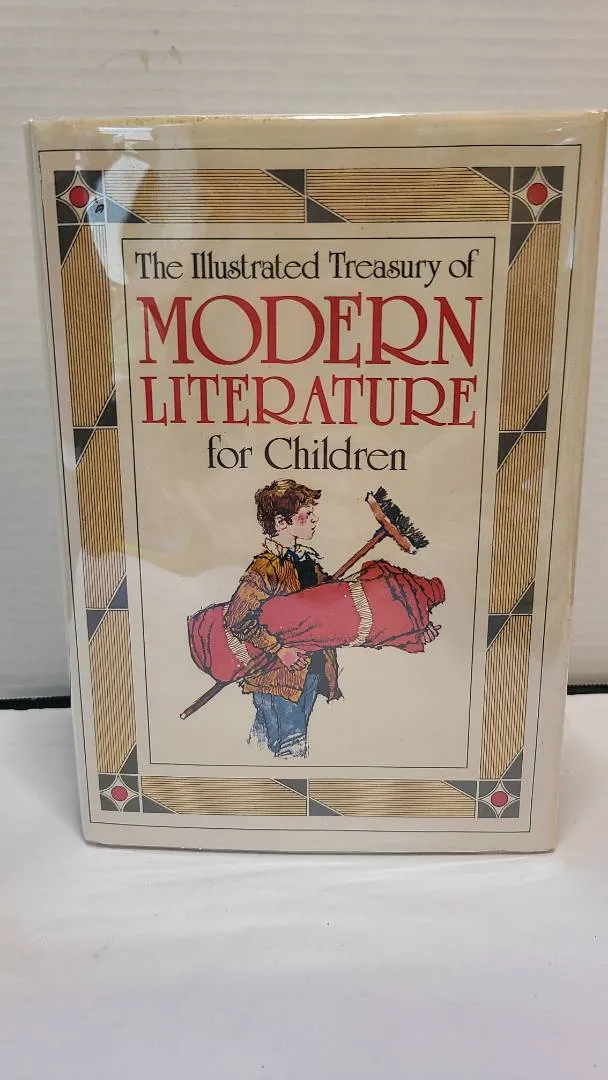 The Illustrated Treasury of
MODERN
LITERATURE
for Children